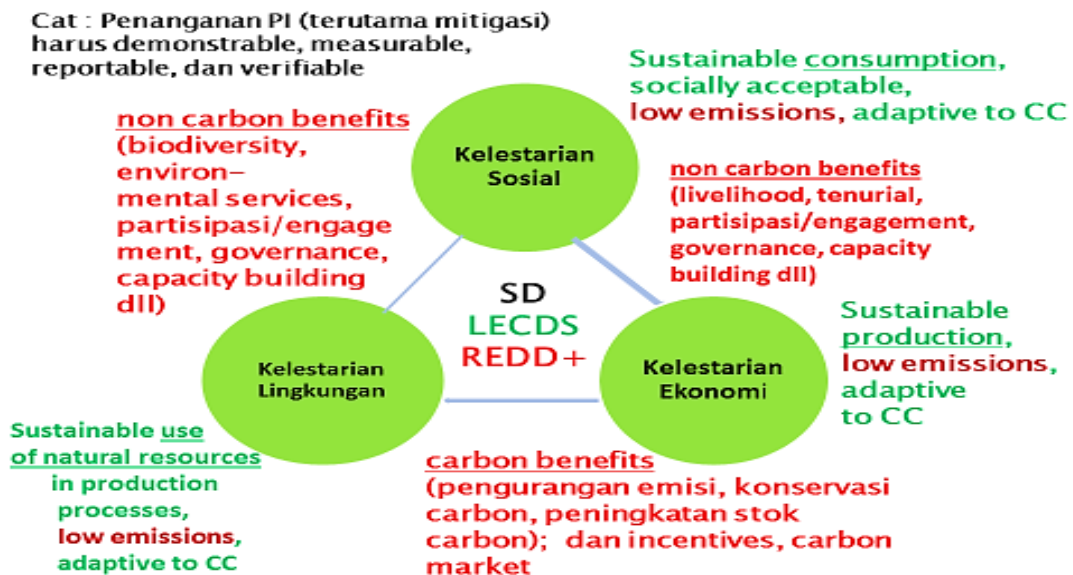 Cat : Penanganan PI (terutama mitigasi)
harus demonstrable, measurable,
reportable, dan verifiable
Sustainable consumption,
socially acceptable,
low emissions, adaptive to CC
non carbon benefits
(biodiversity,
environ–
mental services,
partisipasi/engage
ment, governance,
capacity building
dll)
Kelestarian
Sosial
non carbon benefits
(livelihood, tenurial,
partisipasi/engagement,
governance, capacity
building dll)
SD
LECDS
REDD+
Kelestarian
Lingkungan
Kelestarian
Ekonomi
Sustainable
production,
low emissions,
adaptive
to CC
Sustainable use
of natural resources
in production
processes,
low emissions,
adaptive to CC
carbon benefits
(pengurangan emisi, konservasi
carbon, peningkatan stok
carbon);  dan incentives, carbon
market